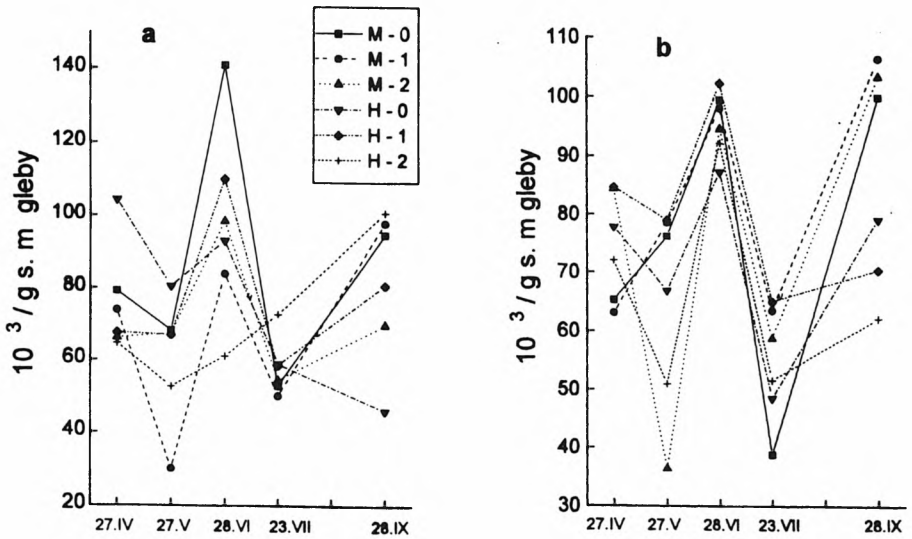 a
M - 0
M - 1
M - 2
H - 0
H - 1
H - 2
10 3 / g s. m gleby
140
120
100
80
60
40
20
27.IV 27.V 28.VI 23.VII 28.IX
b
10 3 / g s. m gleby
110
100
90
80
70
60
50
40
30
27.IV 27.V 28.VI 23.VII 28.IX